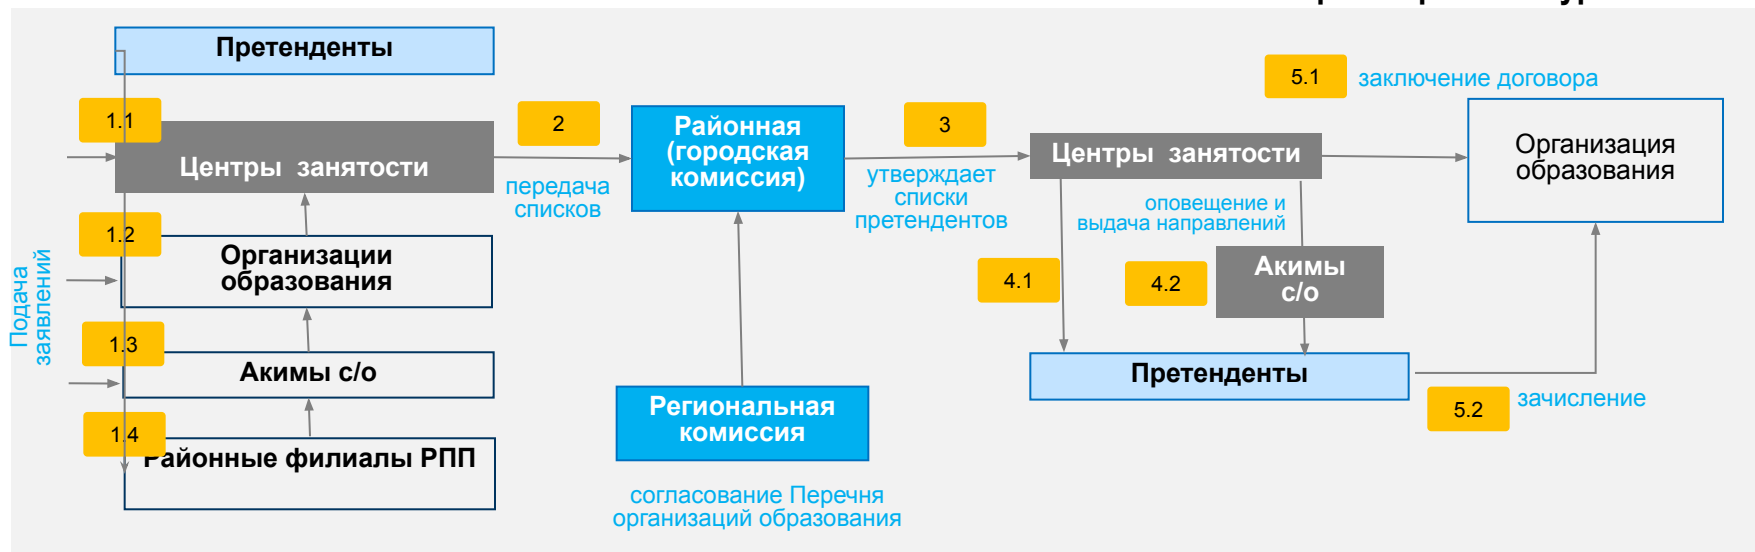 Претенденты
1.1
Центры занятости
1.2
Организации
образования
Подача
заявлений
1.3
Акимы с/о
1.4
Районные филиалы РПП
2
передача
списков
Районная
(городская
комиссия)
Региональная
комиссия
согласование Перечня
организаций образования
3
утверждает
списки
претендентов
Центры занятости
оповещение и
выдача направлений
4.1
4.2
Акимы
с/о
Претенденты
5.1
заключение договора
Организация
образования
5.2
зачисление